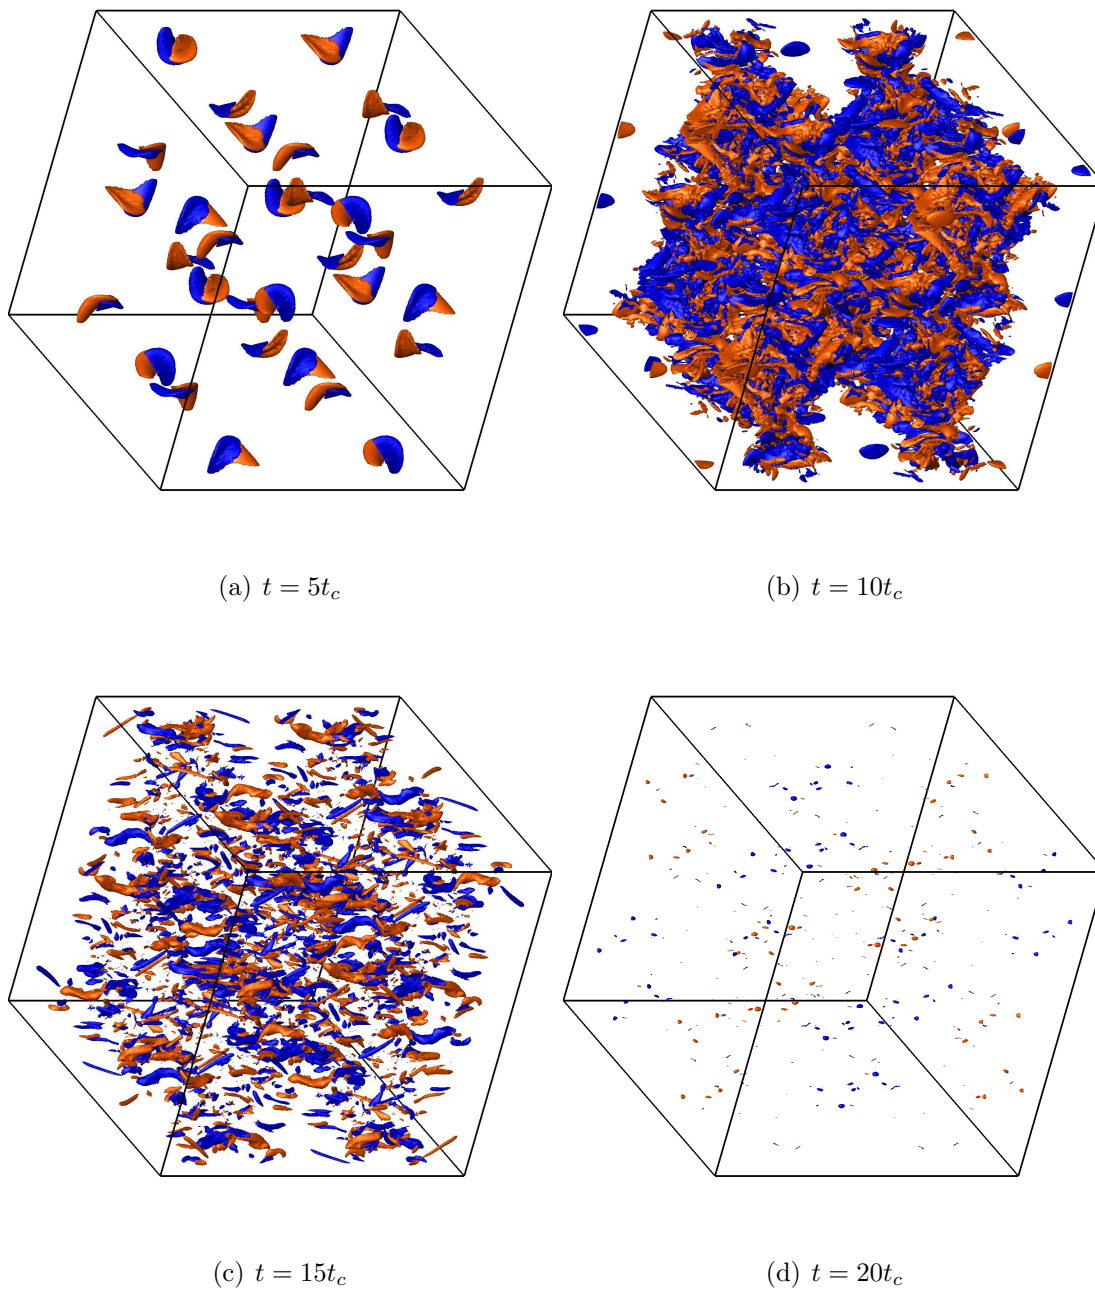 (a) t = 5t_c
(b) t = 10t_c
(c) t = 15t_c
(d) t = 20t_c